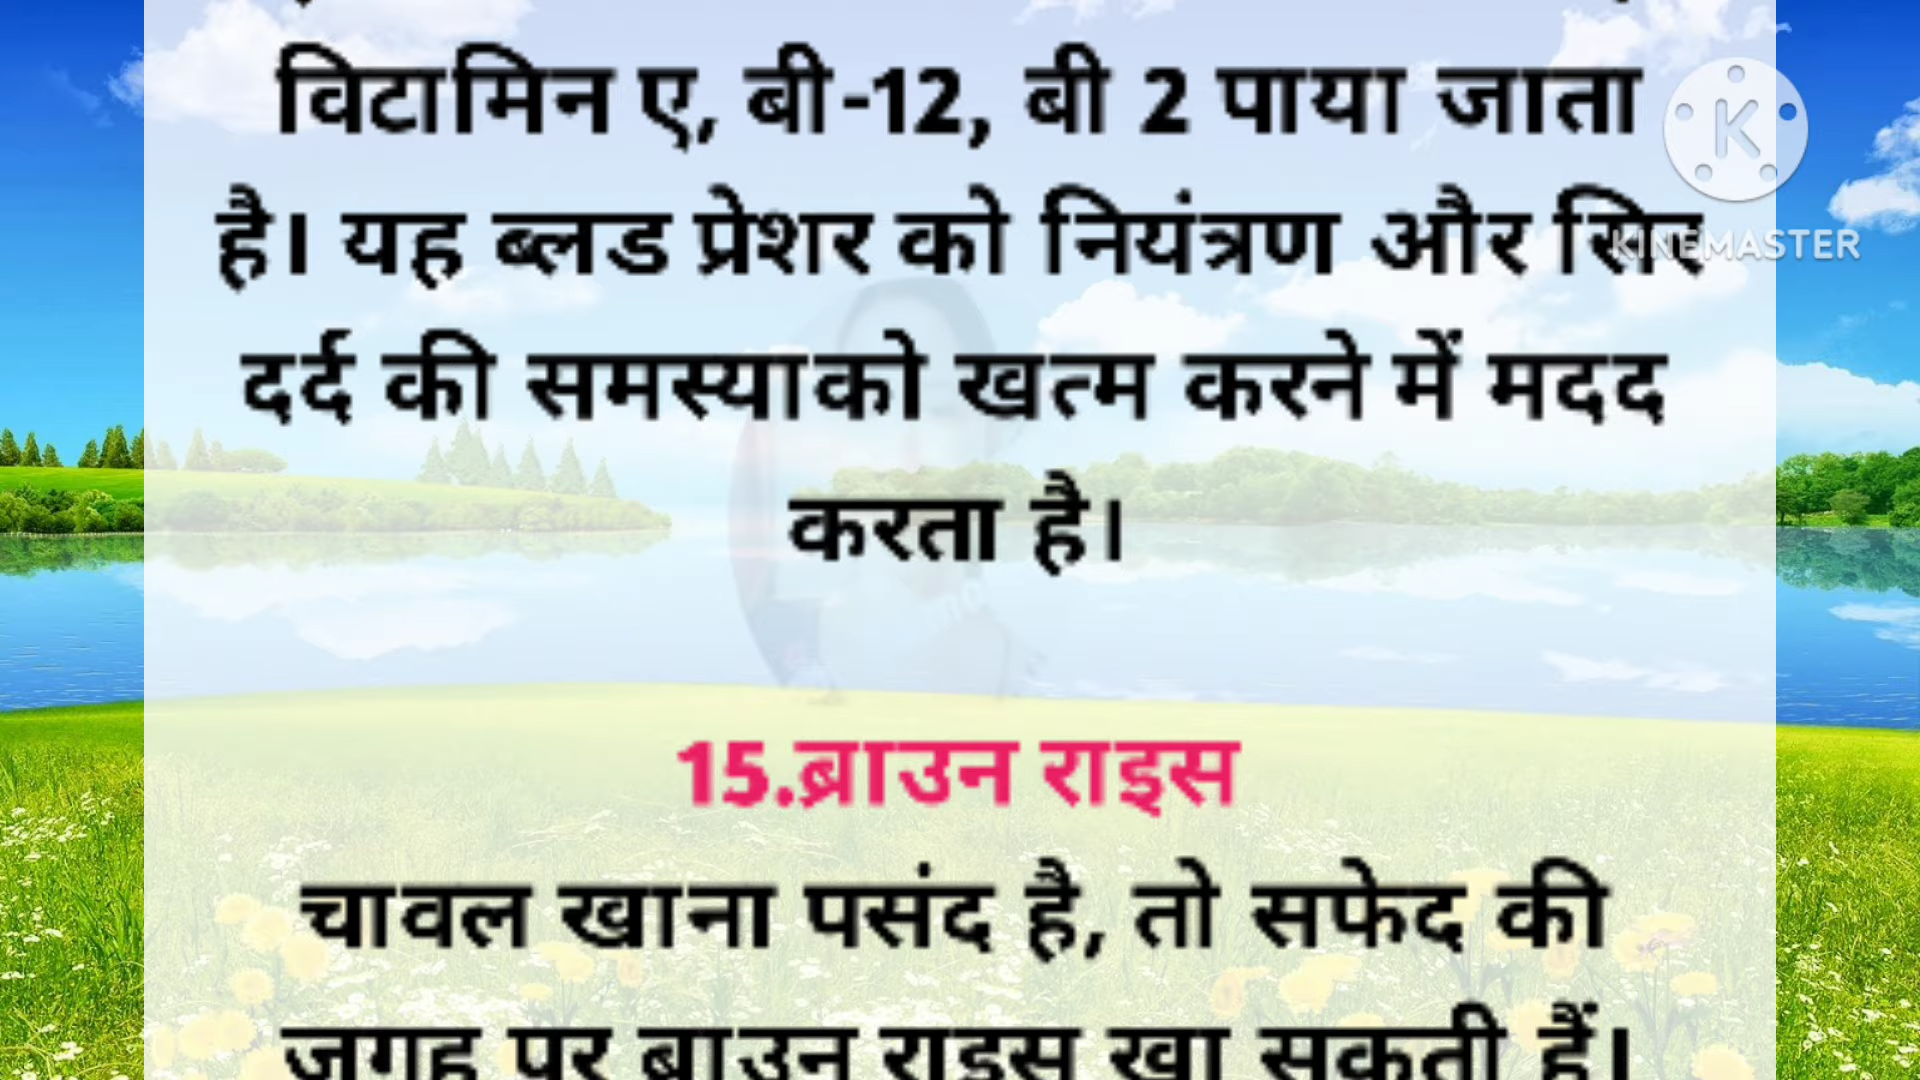 विटामिन ए, बी-12, बी 2 पाया जाता
है। यह ब्लड प्रेशर को नियंत्रण और सिर
दर्द की समस्याको खत्म करने में मदद
करता है।
15.ब्राउन राइस
चावल खाना पसंद है, तो सफेद की
जगह पर ब्राउन राइस खा सकती हैं।
K
KINEMASTER